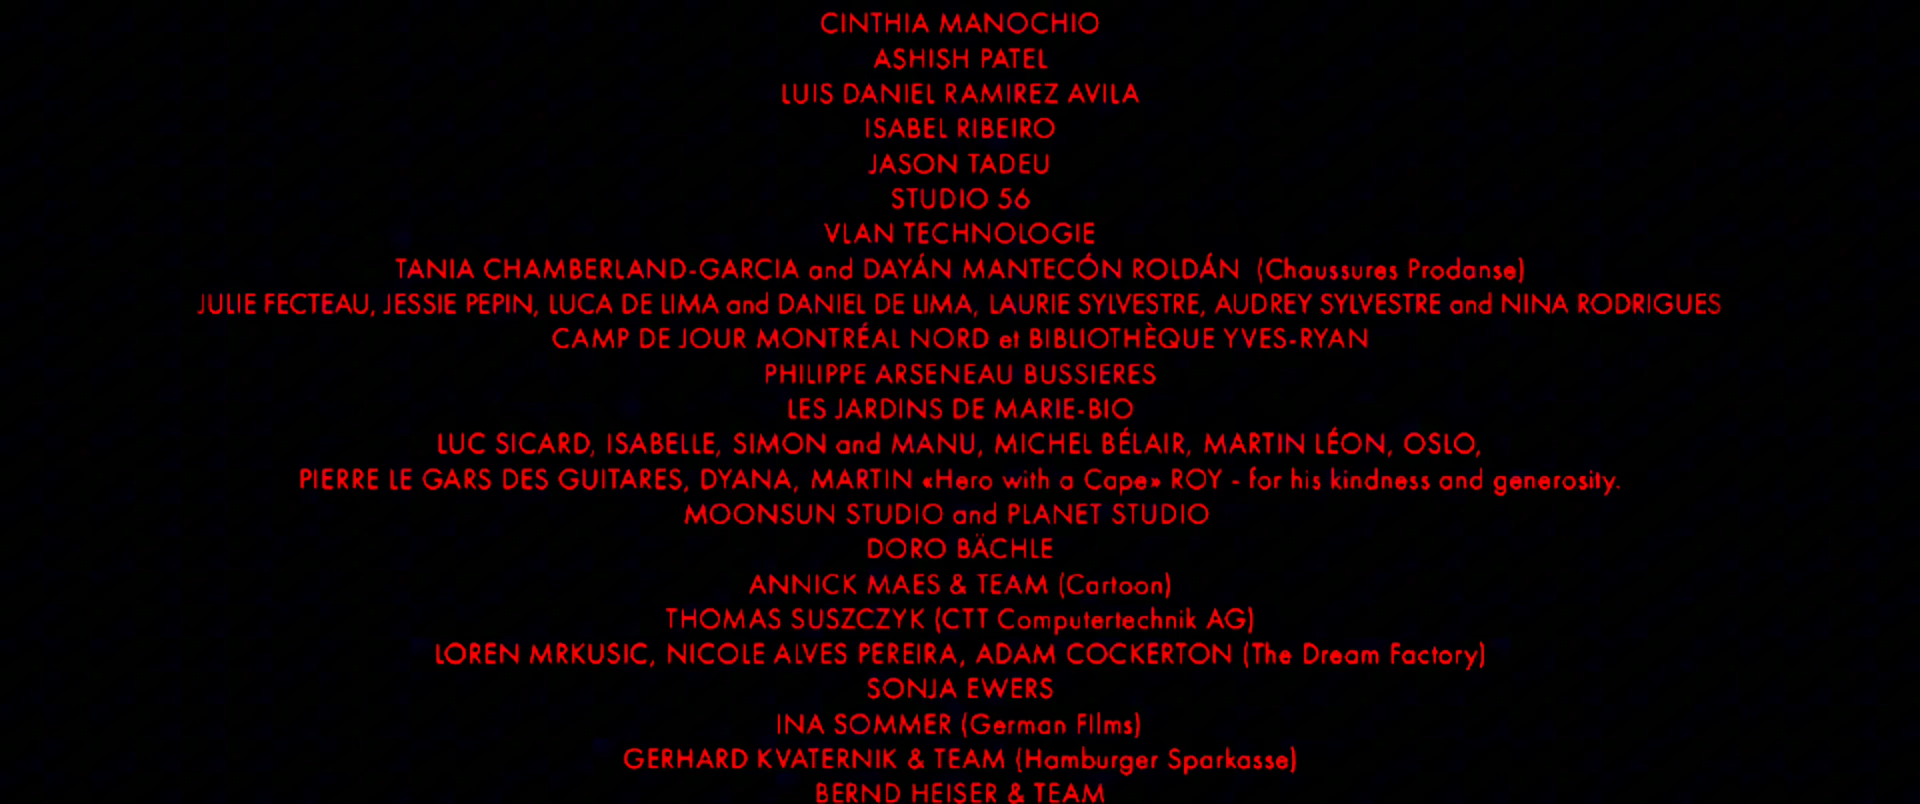 CINTHIA MANOCHIO
ASHISH PATEL
LUIS DANIEL RAMIREZ AVILA
ISABEL RIBEIRO
JASON TADEU
STUDIO 56
VLAN TECHNOLOGIE
TANIA CHAMBERLAND-GARCIA and DAYÁN MANTECÓN ROLDÁN (Chaussures Prodanse)
JULIE FECTEAU, JESSIE PEPIN, LUCA DE LIMA and DANIEL DE LIMA, LAURIE SYLVESTRE, AUDREY SYLVESTRE and NINA RODRIGUES
CAMP DE JOUR MONTRÉAL NORD et BIBLIOTHÈQUE YVES-RYAN
PHILIPPE ARSENEAU BUSSIERES
LES JARDINS DE MARIE-BIO
LUC SICARD, ISABELLE, SIMON and MANU, MICHEL BÉLAIR, MARTIN LÉON, OSLO,
PIERRE LE GARS DES GUITARES, DYANA, MARTIN «Hero with a Cape» ROY - for his kindness and generosity.
MOONSUN STUDIO and PLANET STUDIO
DORO BÄCHLE
ANNICK MAES & TEAM (Cartoon)
THOMAS SUSZCZYK (CTT Computertechnik AG)
LOREN MRKUSIC, NICOLE ALVES PEREIRA, ADAM COCKERTON (The Dream Factory)
SONJA EWERS
INA SOMMER (German FIlms)
GERHARD KVATERNIK & TEAM (Hamburger Sparkasse)
BERND HEISER & TEAM